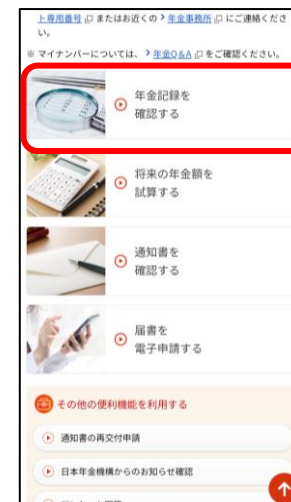 ト専用番号 またはお近くの 年金事務所 にご連絡くださ
い。
※ マイナンバーについては、 年金Q&A をご確認ください。
年金記録を
確認する
将来の年金額を
試算する
通知書を
確認する
届書を
電子申請する
その他の便利機能を利用する
通知書の再交付申請
日本年金機構からのお知らせ確認